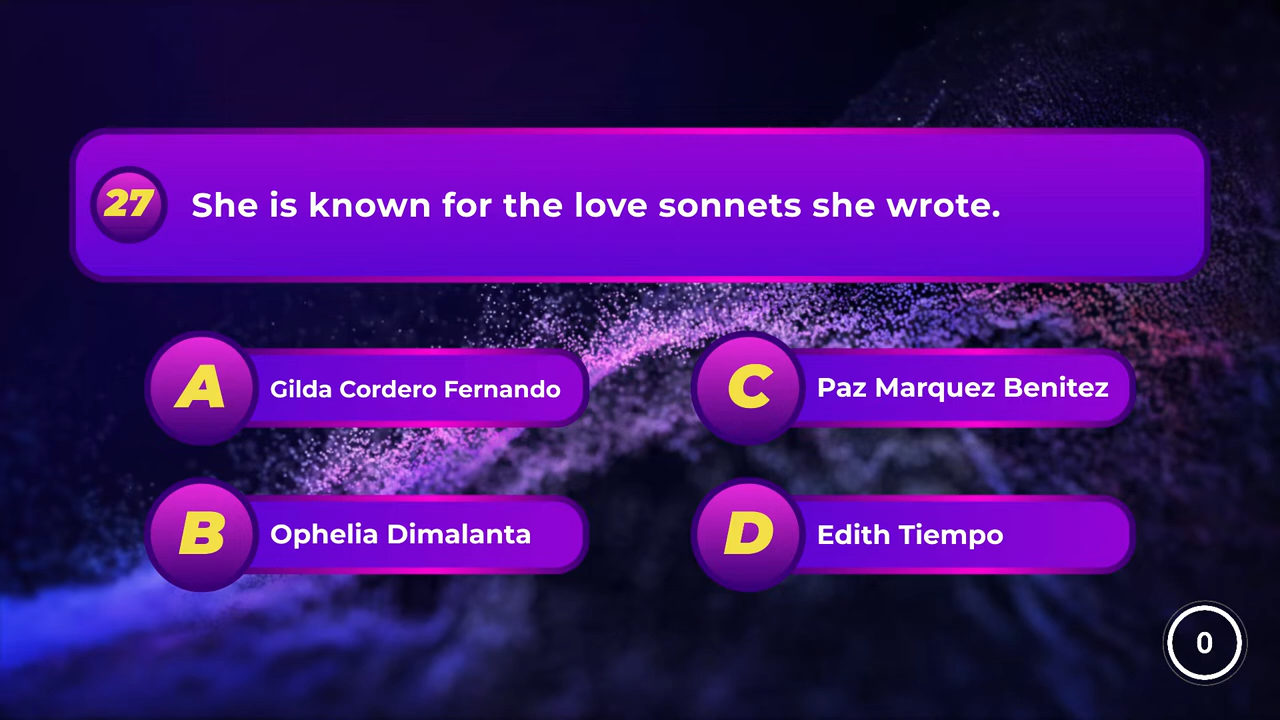 27
She is known for the love sonnets she wrote.
A
Gilda Cordero Fernando
C
Paz Marquez Benitez
B
Ophelia Dimalanta
D
Edith Tiempo
0